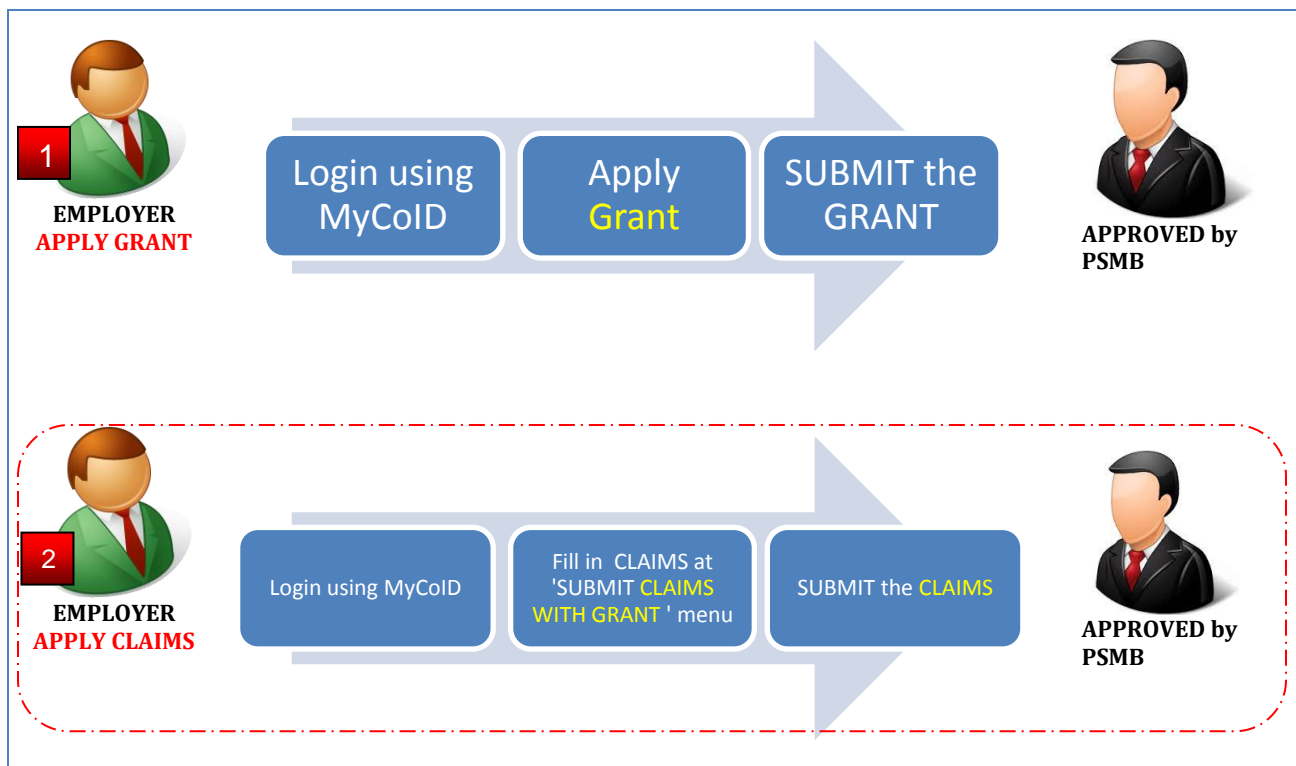 1
EMPLOYER
APPLY GRANT
Login using
MyCoID
Apply
Grant
SUBMIT the
GRANT
APPROVED by
PSMB
2
EMPLOYER
APPLY CLAIMS
Login using MyCoID
Fill in CLAIMS at
'SUBMIT CLAIMS
WITH GRANT ' menu
SUBMIT the CLAIMS
APPROVED by
PSMB